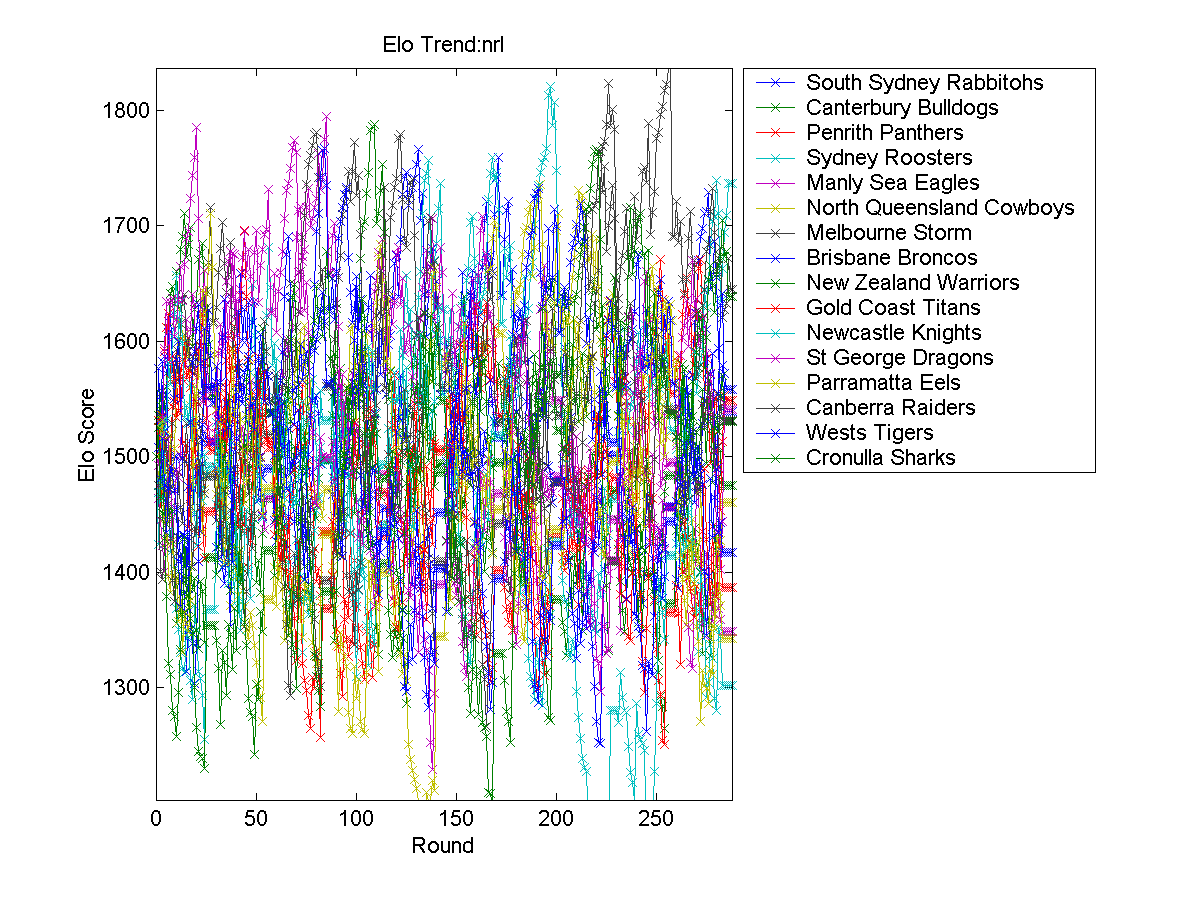 Elo Trend:nrl
1800
1700
1600
1500
1400
1300
Elo Score
0 50 100 150 200 250
Round
South Sydney Rabbitohs
Canterbury Bulldogs
Penrith Panthers
Sydney Roosters
Manly Sea Eagles
North Queensland Cowboys
Melbourne Storm
Brisbane Broncos
New Zealand Warriors
Gold Coast Titans
Newcastle Knights
St George Dragons
Parramatta Eels
Canberra Raiders
Wests Tigers
Cronulla Sharks